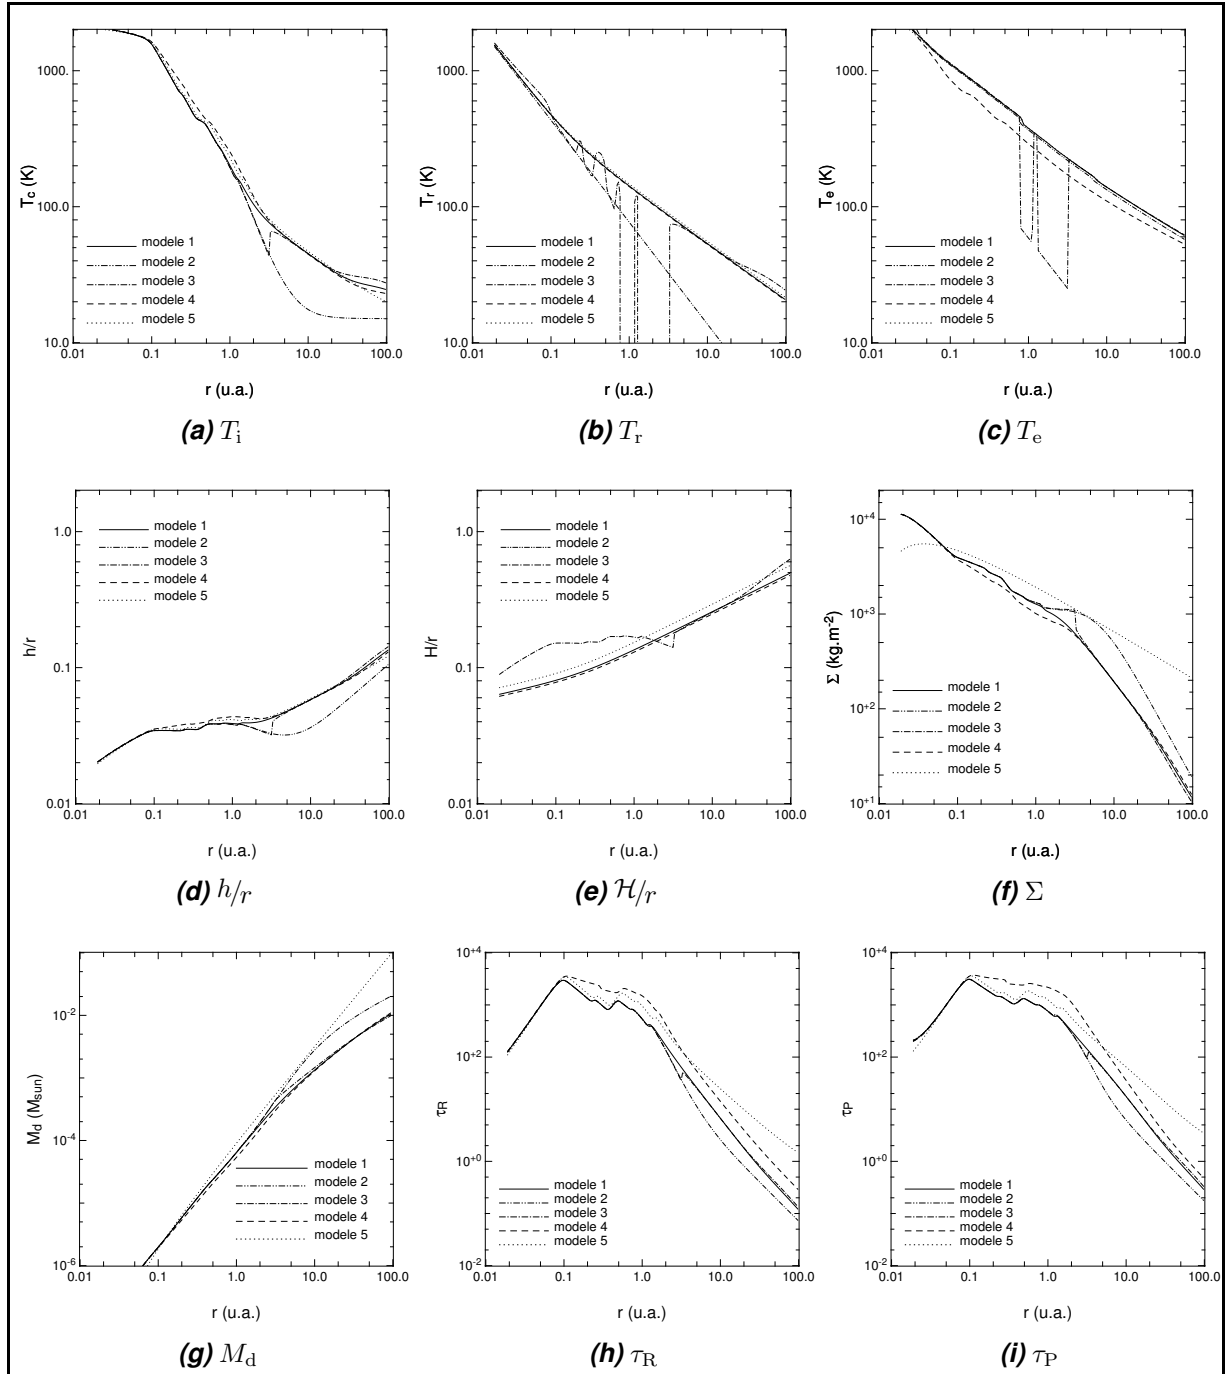 1000.
100.0
10.0
T_c (K)
modele 1
modele 2
modele 3
modele 4
modele 5
0.01 0.1 1.0 10.0 100.0
r (u.a.)
(a) T_i
1000.
100.0
10.0
T_r (K)
modele 1
modele 2
modele 3
modele 4
modele 5
0.01 0.1 1.0 10.0 100.0
r (u.a.)
(b) T_r
1000.
100.0
10.0
T_e (K)
modele 1
modele 2
modele 3
modele 4
modele 5
0.01 0.1 1.0 10.0 100.0
r (u.a.)
(c) T_e
1.0
0.1
0.01
h/r
modele 1
modele 2
modele 3
modele 4
modele 5
0.01 0.1 1.0 10.0 100.0
r (u.a.)
(d) h/r
1.0
0.1
0.01
H/r
modele 1
modele 2
modele 3
modele 4
modele 5
0.01 0.1 1.0 10.0 100.0
r (u.a.)
(e) ℋ/r
10^+4
10^+3
10^+2
10^+1
Σ (kg.m^-2)
modele 1
modele 2
modele 3
modele 4
modele 5
0.01 0.1 1.0 10.0 100.0
r (u.a.)
(f) Σ
10^-2
10^-4
10^-6
M_d (M_sun)
modele 1
modele 2
modele 3
modele 4
modele 5
0.01 0.1 1.0 10.0 100.0
r (u.a.)
(g) M_d
10^+4
10^+2
10^+0
10^-2
τ_R
modele 1
modele 2
modele 3
modele 4
modele 5
0.01 0.1 1.0 10.0 100.0
r (u.a.)
(h) τ_R
10^+4
10^+2
10^+0
10^-2
τ_P
modele 1
modele 2
modele 3
modele 4
modele 5
0.01 0.1 1.0 10.0 100.0
r (u.a.)
(i) τ_P